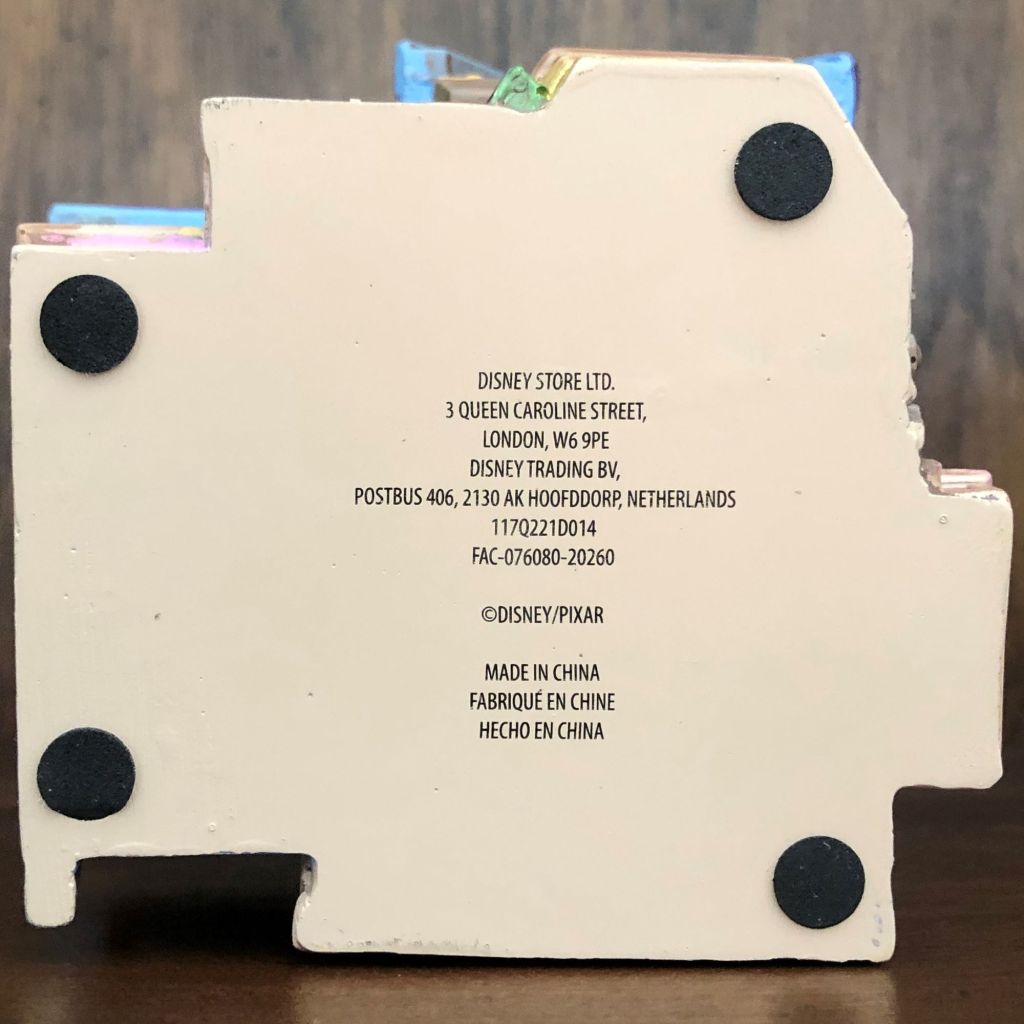 DISNEY STORE LTD.
3 QUEEN CAROLINE STREET,
LONDON, W6 9PE
DISNEY TRADING BV,
POSTBUS 406, 2130 AK HOOFDDORP, NETHERLANDS
117Q221D014
FAC-076080-20260
©DISNEY/PIXAR
MADE IN CHINA
FABRIQUÉ EN CHINE
HECHO EN CHINA